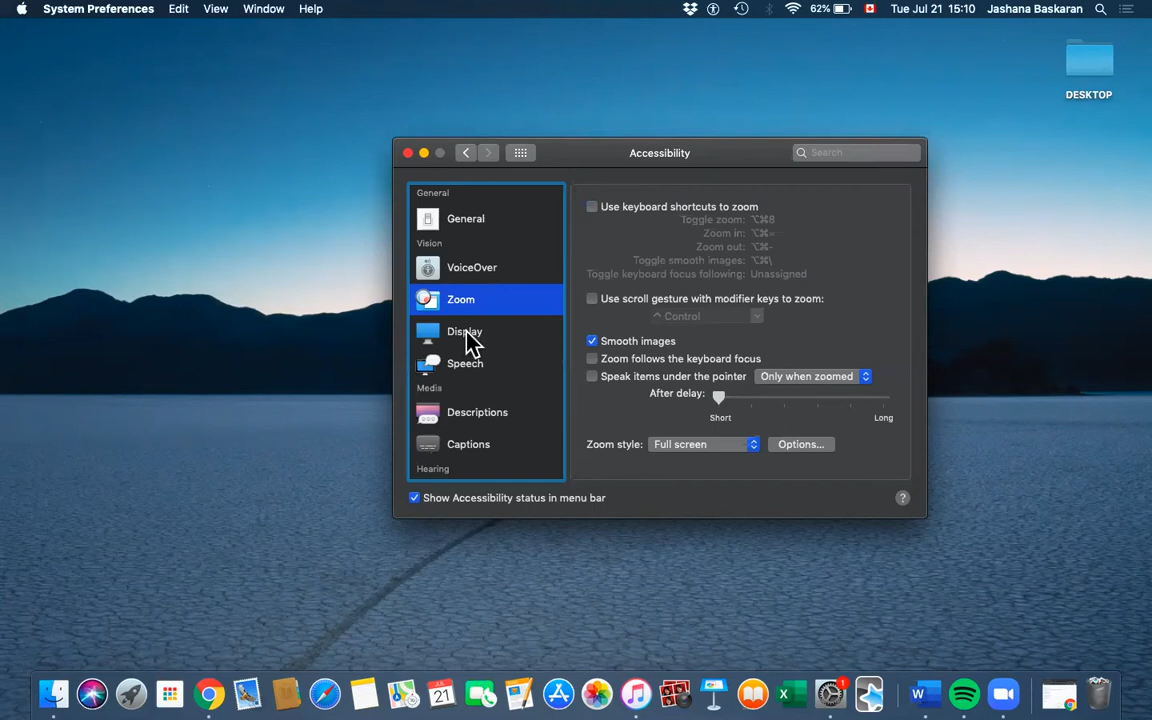 System Preferences Edit View Window Help 62% Tue Jul 21 15:10 Jashana Baskaran
DESKTOP
Accessibility
Search
General
General
Vision
VoiceOver
Zoom
Display
Speech
Media
Descriptions
Captions
Hearing
Use keyboard shortcuts to zoom
Toggle zoom: ⌥⌘8
Zoom in: ⌥⌘=
Zoom out: ⌥⌘-
Toggle smooth images: ⌥⌘\
Toggle keyboard focus following: Unassigned
Use scroll gesture with modifier keys to zoom:
^ Control
Smooth images
Zoom follows the keyboard focus
Speak items under the pointer Only when zoomed
After delay:
Short Long
Zoom style: Full screen Options...
Show Accessibility status in menu bar ?
21 1